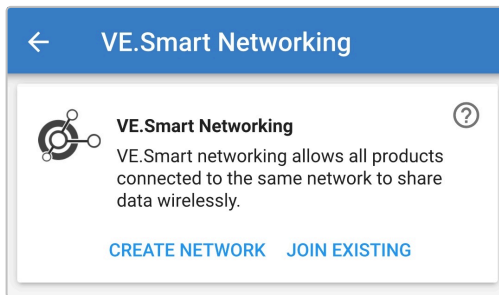 VE.Smart Networking
VE.Smart Networking
VE.Smart networking allows all products
connected to the same network to share
data wirelessly.
CREATE NETWORK JOIN EXISTING